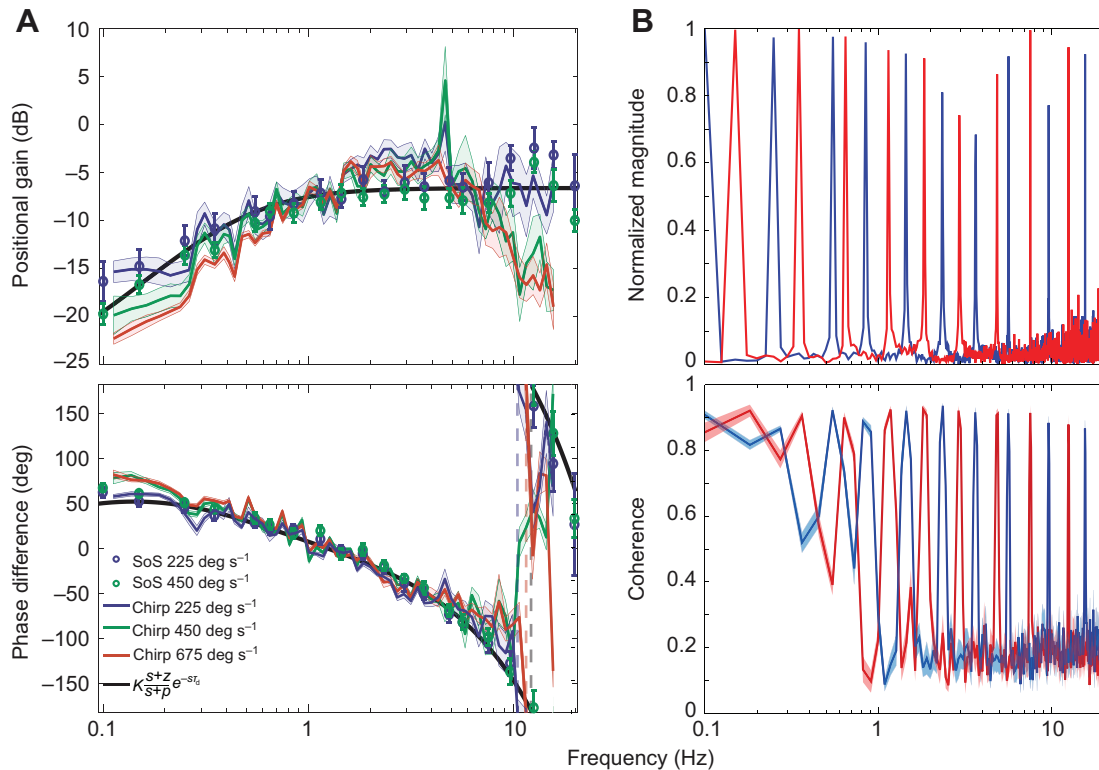 A
B
15
10
5
0
–5
–10
–15
–20
–25
Positional gain (dB)
1
0.8
0.6
0.4
0.2
0
Normalized magnitude
150
100
50
0
–50
–100
–150
Phase difference (deg)
SoS 225 deg s–1
SoS 450 deg s–1
Chirp 225 deg s–1
Chirp 450 deg s–1
Chirp 675 deg s–1
K s+z/s+p e–sτd
0.1
1
10
1
0.8
0.6
0.4
0.2
0
Coherence
0.1
1
10
Frequency (Hz)